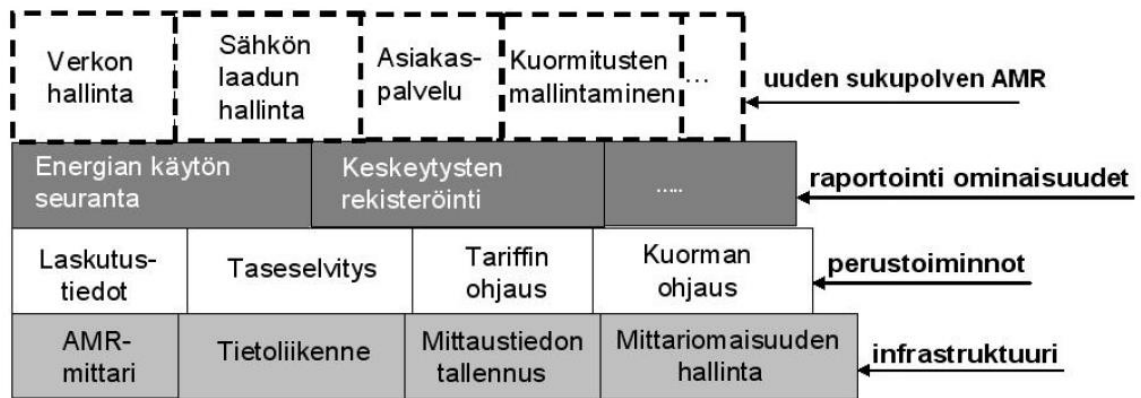 Verkon
hallinta
Sähkön
laadun
hallinta
Asiakas-
palvelu
Kuormitusten
mallintaminen
...
uuden sukupolven AMR
Energian käytön
seuranta
Keskeytysten
rekisteröinti
.....
raportointi ominaisuudet
Laskutus-
tiedot
Taseselvitys
Tariffin
ohjaus
Kuorman
ohjaus
perustoiminnot
AMR-
mittari
Tietoliikenne
Mittaustiedon
tallennus
Mittariomaisuuden
hallinta
infrastruktuuri